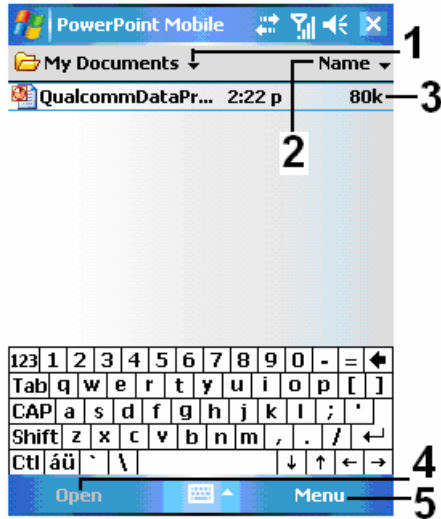 PowerPoint Mobile
1
My Documents
2 Name
QualcommDataPr... 2:22 p 80k 3
123 1 2 3 4 5 6 7 8 9 0 - =
Tab q w e r t y u i o p [ ]
CAP a s d f g h j k l ; '
Shift z x c v b n m , . /
Ctl áü ` \
4
Open Menu
5